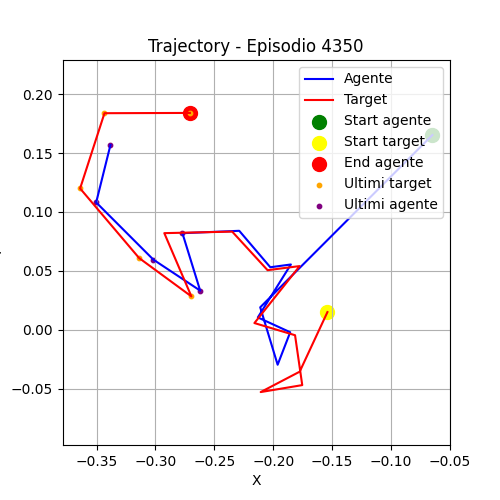 Trajectory - Episodio 4350
Agente
Target
Start agente
Start target
End agente
Ultimi target
Ultimi agente
0.20
0.15
0.10
0.05
0.00
−0.05
−0.35
−0.30
−0.25
−0.20
−0.15
−0.10
−0.05
X